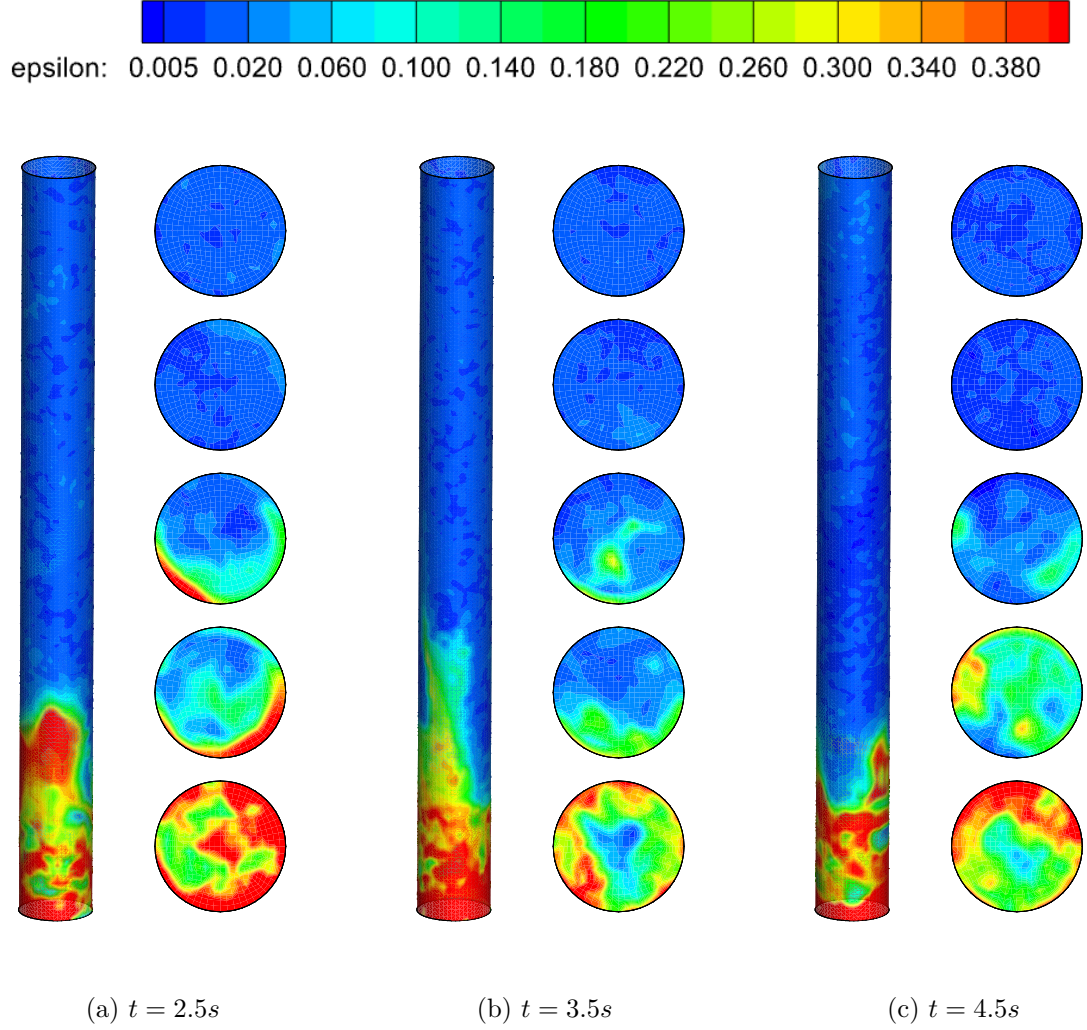 epsilon: 0.005 0.020 0.060 0.100 0.140 0.180 0.220 0.260 0.300 0.340 0.380
(a) t = 2.5s
(b) t = 3.5s
(c) t = 4.5s